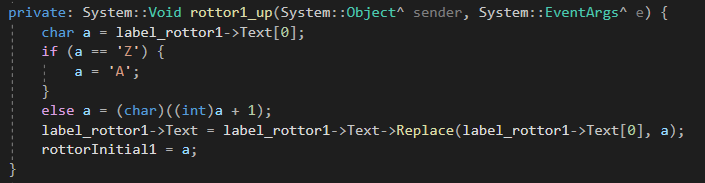 private: System::Void rottor1_up(System::Object^ sender, System::EventArgs^ e) {
    char a = label_rottor1->Text[0];
    if (a == 'Z') {
        a = 'A';
    }
    else a = (char)((int)a + 1);
    label_rottor1->Text = label_rottor1->Text->Replace(label_rottor1->Text[0], a);
    rottorInitial1 = a;
}